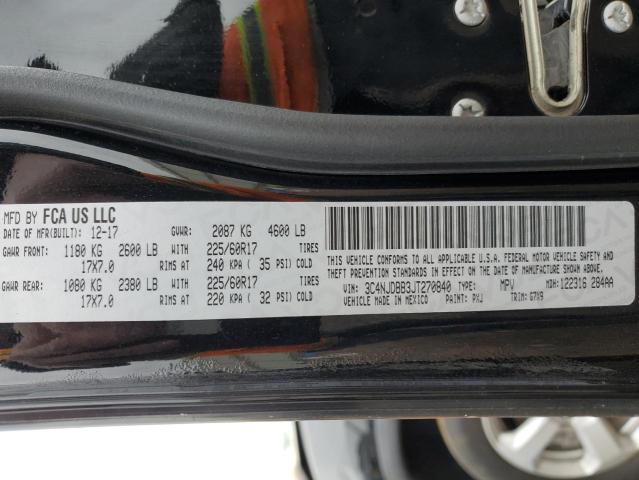 MFD BY FCA US LLC
DATE OF MFR(BUILT): 12-17 GVWR: 2087 KG 4600 LB
GAWR FRONT: 1180 KG 2600 LB WITH 225/60R17 TIRES
17X7.0 RIMS AT 240 KPA ( 35 PSI) COLD
GAWR REAR: 1080 KG 2380 LB WITH 225/60R17 TIRES
17X7.0 RIMS AT 220 KPA ( 32 PSI) COLD
THIS VEHICLE CONFORMS TO ALL APPLICABLE U.S.A. FEDERAL MOTOR VEHICLE SAFETY AND
THEFT PREVENTION STANDARDS IN EFFECT ON THE DATE OF MANUFACTURE SHOWN ABOVE.
VIN: 3C4NJDBB3JT270840 TYPE: MPV MDH: 122316 284AA
MADE IN MEXICO PAINT: PXJ TRIM: G7X9